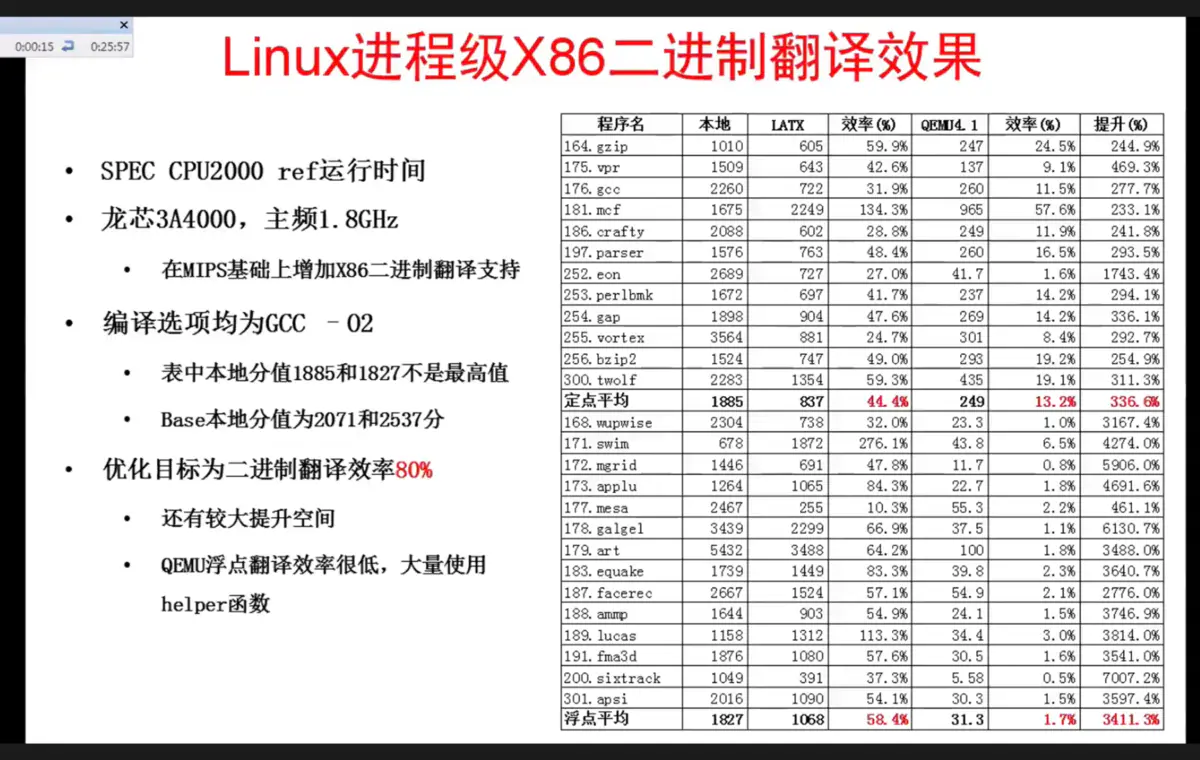 0:00:15 0:25:57
Linux进程级X86二进制翻译效果
• SPEC CPU2000 ref运行时间
• 龙芯3A4000，主频1.8GHz
• 在MIPS基础上增加X86二进制翻译支持
• 编译选项均为GCC －O2
• 表中本地分值1885和1827不是最高值
• Base本地分值为2071和2537分
• 优化目标为二进制翻译效率80%
• 还有较大提升空间
• QEMU浮点翻译效率很低，大量使用
helper函数
程序名 本地 LATX 效率(%) QEMU4.1 效率(%) 提升(%)
164.gzip 1010 605 59.9% 247 24.5% 244.9%
175.vpr 1509 643 42.6% 137 9.1% 469.3%
176.gcc 2260 722 31.9% 260 11.5% 277.7%
181.mcf 1675 2249 134.3% 965 57.6% 233.1%
186.crafty 2088 602 28.8% 249 11.9% 241.8%
197.parser 1576 763 48.4% 260 16.5% 293.5%
252.eon 2689 727 27.0% 41.7 1.6% 1743.4%
253.perlbmk 1672 697 41.7% 237 14.2% 294.1%
254.gap 1898 904 47.6% 269 14.2% 336.1%
255.vortex 3564 881 24.7% 301 8.4% 292.7%
256.bzip2 1524 747 49.0% 293 19.2% 254.9%
300.twolf 2283 1354 59.3% 435 19.1% 311.3%
定点平均 1885 837 44.4% 249 13.2% 336.6%
168.wupwise 2304 738 32.0% 23.3 1.0% 3167.4%
171.swim 678 1872 276.1% 43.8 6.5% 4274.0%
172.mgrid 1446 691 47.8% 11.7 0.8% 5906.0%
173.applu 1264 1065 84.3% 22.7 1.8% 4691.6%
177.mesa 2467 255 10.3% 55.3 2.2% 461.1%
178.galgel 3439 2299 66.9% 37.5 1.1% 6130.7%
179.art 5432 3488 64.2% 100 1.8% 3488.0%
183.equake 1739 1449 83.3% 39.8 2.3% 3640.7%
187.facerec 2667 1524 57.1% 54.9 2.1% 2776.0%
188.ammp 1644 903 54.9% 24.1 1.5% 3746.9%
189.lucas 1158 1312 113.3% 34.4 3.0% 3814.0%
191.fma3d 1876 1080 57.6% 30.5 1.6% 3541.0%
200.sixtrack 1049 391 37.3% 5.58 0.5% 7007.2%
301.apsi 2016 1090 54.1% 30.3 1.5% 3597.4%
浮点平均 1827 1068 58.4% 31.3 1.7% 3411.3%